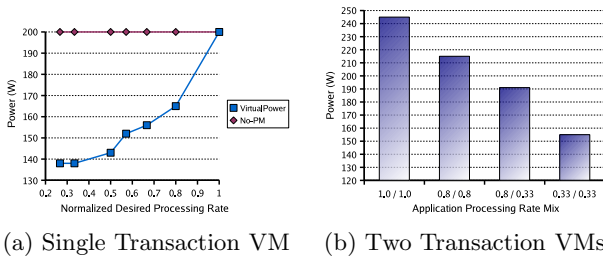 200
190
180
170
160
150
140
130
Power (W)
0.2 0.3 0.4 0.5 0.6 0.7 0.8 0.9 1
Normalized Desired Processing Rate
VirtualPower
No-PM
(a) Single Transaction VM
250
240
230
220
210
200
290
180
170
160
150
140
130
120
Power (W)
1.0 / 1.0 0.8 / 0.8 0.8 / 0.33 0.33 / 0.33
Application Processing Rate Mix
(b) Two Transaction VMs